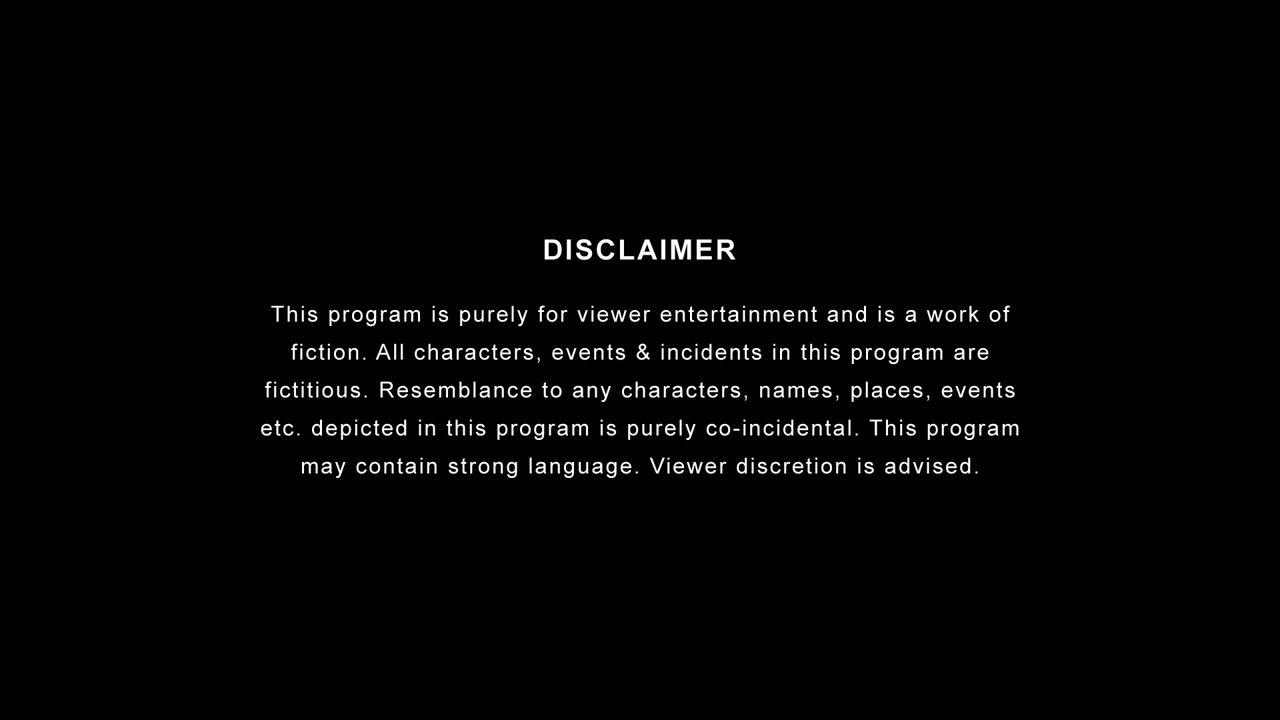 DISCLAIMER
This program is purely for viewer entertainment and is a work of
fiction. All characters, events & incidents in this program are
fictitious. Resemblance to any characters, names, places, events
etc. depicted in this program is purely co-incidental. This program
may contain strong language. Viewer discretion is advised.